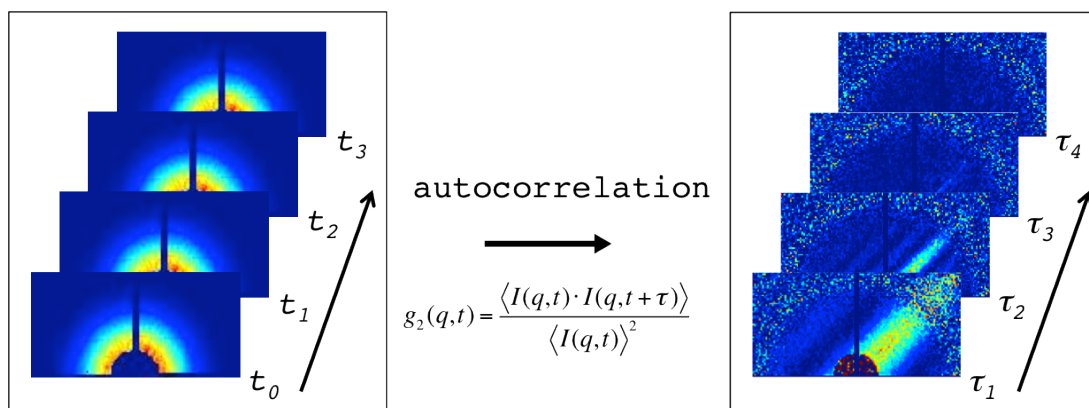 t₃
t₂
t₁
t₀
autocorrelation
g₂(q,t) = ⟨I(q,t)·I(q,t+τ)⟩ / ⟨I(q,t)⟩²
τ₄
τ₃
τ₂
τ₁